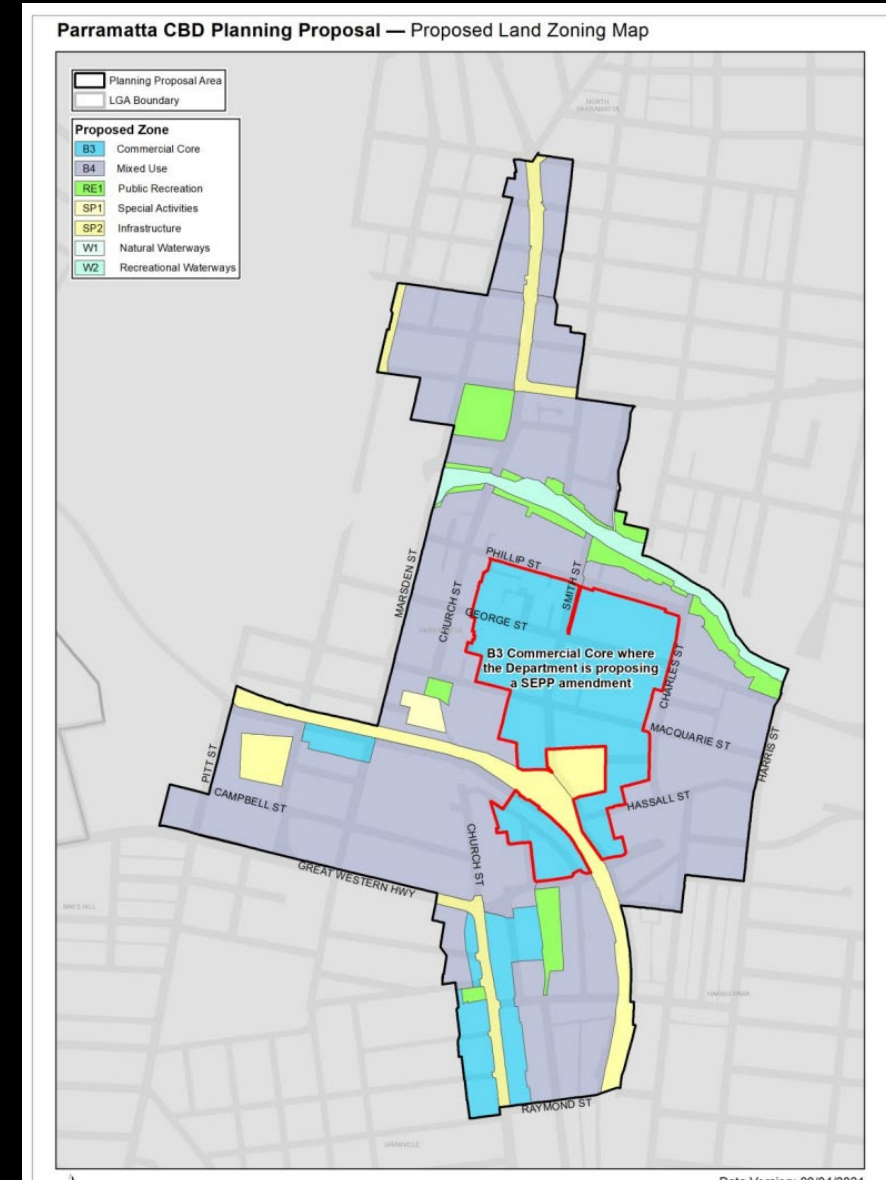 Parramatta CBD Planning Proposal — Proposed Land Zoning Map
Planning Proposal Area
LGA Boundary
Proposed Zone
B3 Commercial Core
B4 Mixed Use
RE1 Public Recreation
SP1 Special Activities
SP2 Infrastructure
W1 Natural Waterways
W2 Recreational Waterways
NORTH
PARRAMATTA
PHILLIP ST
MARSDEN ST
SMITH ST
CHURCH ST
GEORGE ST
PARRAMATTA
B3 Commercial Core where
the Department is proposing
a SEPP amendment
CHARLES ST
MACQUARIE ST
HARRIS ST
PITT ST
CAMPBELL ST
HASSALL ST
CHURCH ST
GREAT WESTERN HWY
MAYS HILL
HARRIS PARK
RAYMOND ST
GRANVILLE